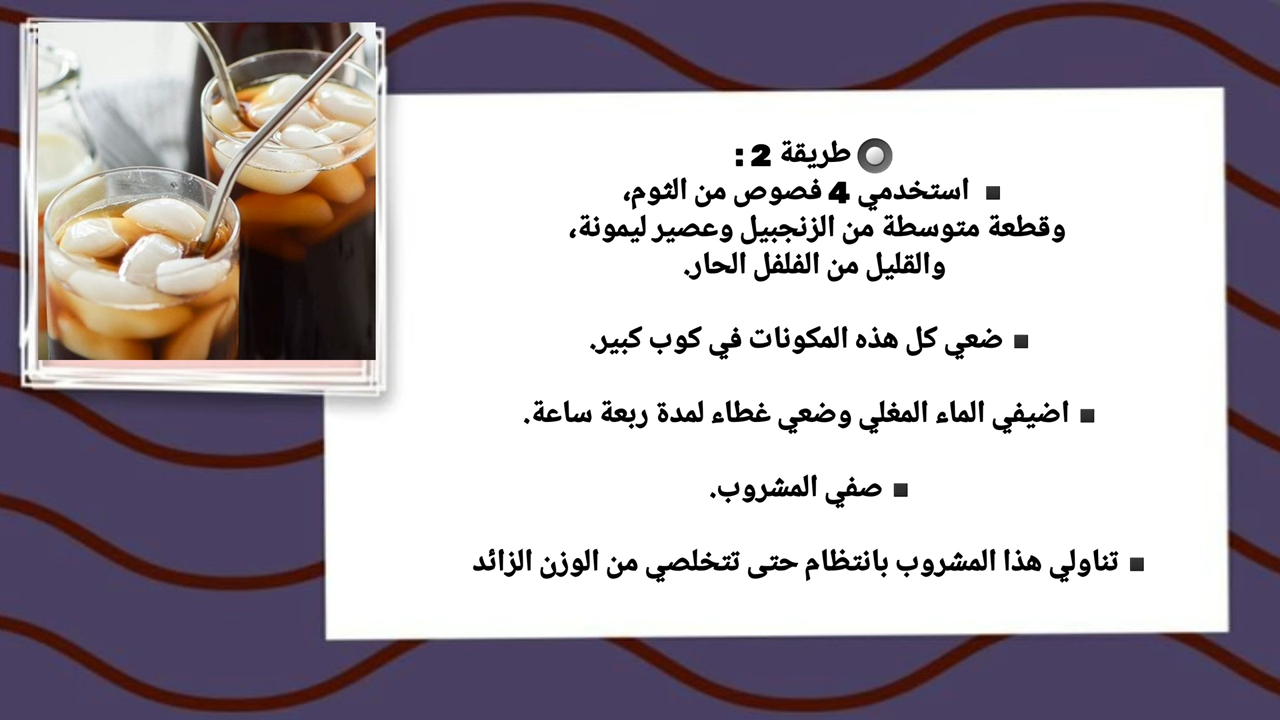 🔘 طريقة 2 :
▪ استخدمي 4 فصوص من الثوم،
وقطعة متوسطة من الزنجبيل وعصير ليمونة،
والقليل من الفلفل الحار.
▪ ضعي كل هذه المكونات في كوب كبير.
▪ اضيفي الماء المغلي وضعي غطاء لمدة ربعة ساعة.
▪ صفي المشروب.
▪ تناولي هذا المشروب بانتظام حتى تتخلصي من الوزن الزائد